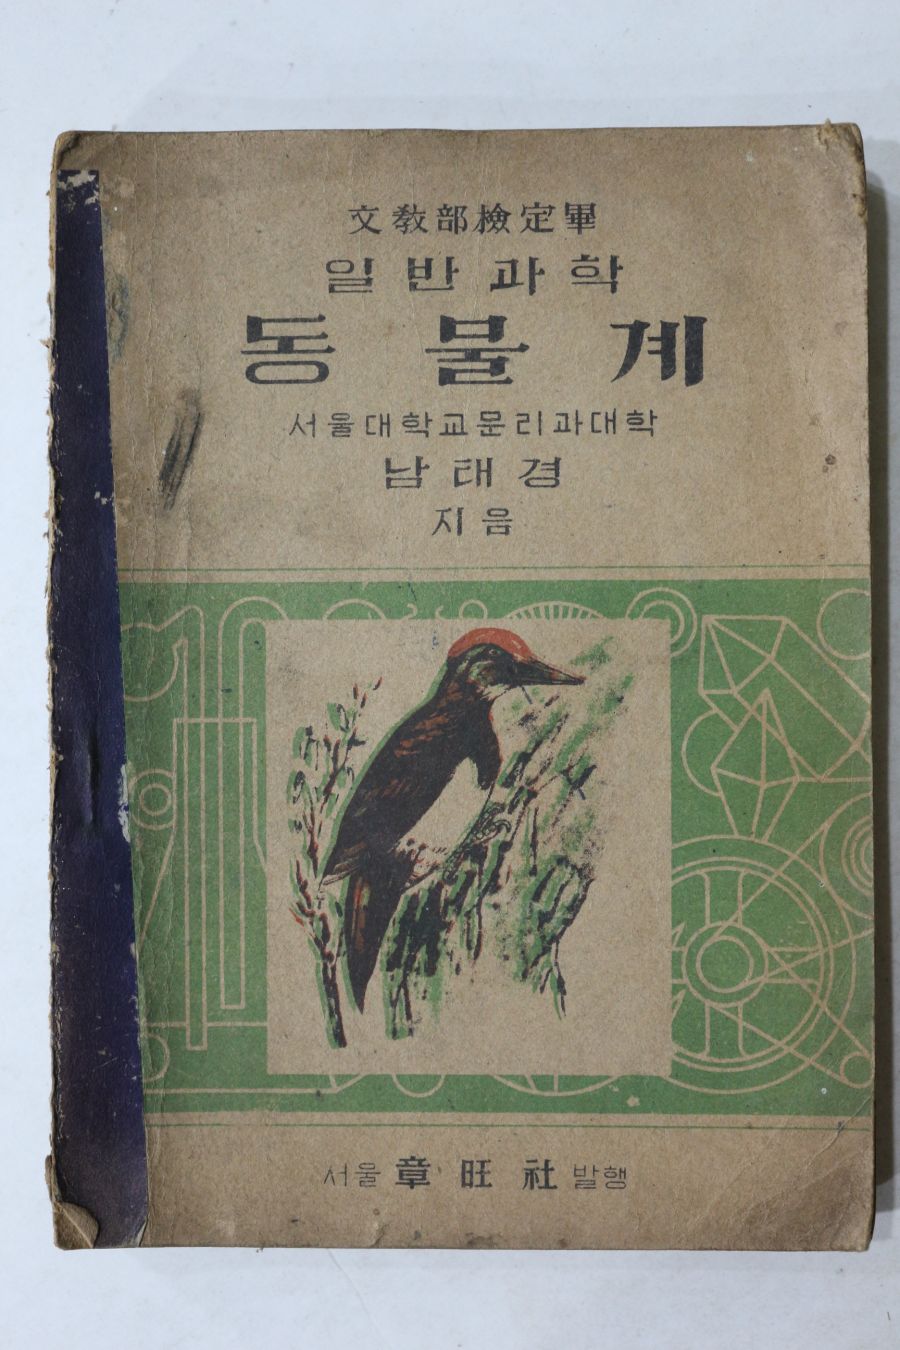 文教部檢定畢
일반과학
동물계
서울대학교문리과대학
남태경
지음
서울 章旺社 발행